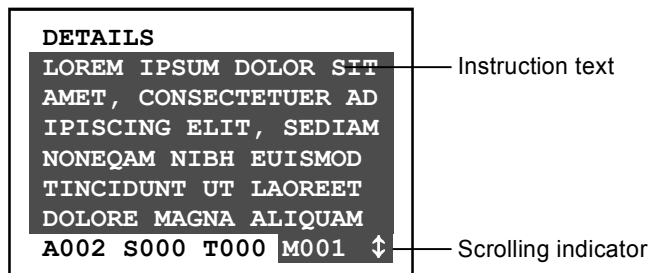 DETAILS
LOREM IPSUM DOLOR SIT
Instruction text
AMET, CONSECTETUER AD
IPISCING ELIT, SEDIAM
NONEQAM NIBH EUISMOD
TINCIDUNT UT LAOREET
DOLORE MAGNA ALIQUAM
A002 S000 T000 M001 ↕
Scrolling indicator